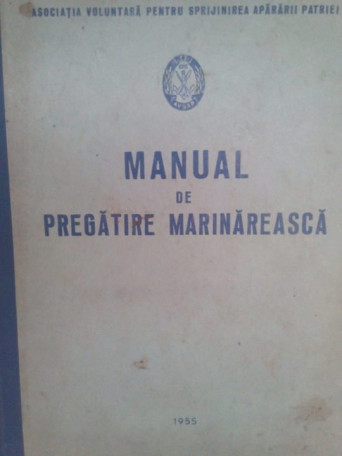 ASOCIAȚIA VOLUNTARĂ PENTRU SPRIJINIREA APĂRĂRII PATRIEI
MANUAL
DE
PREGĂTIRE MARINĂREASCĂ
1955